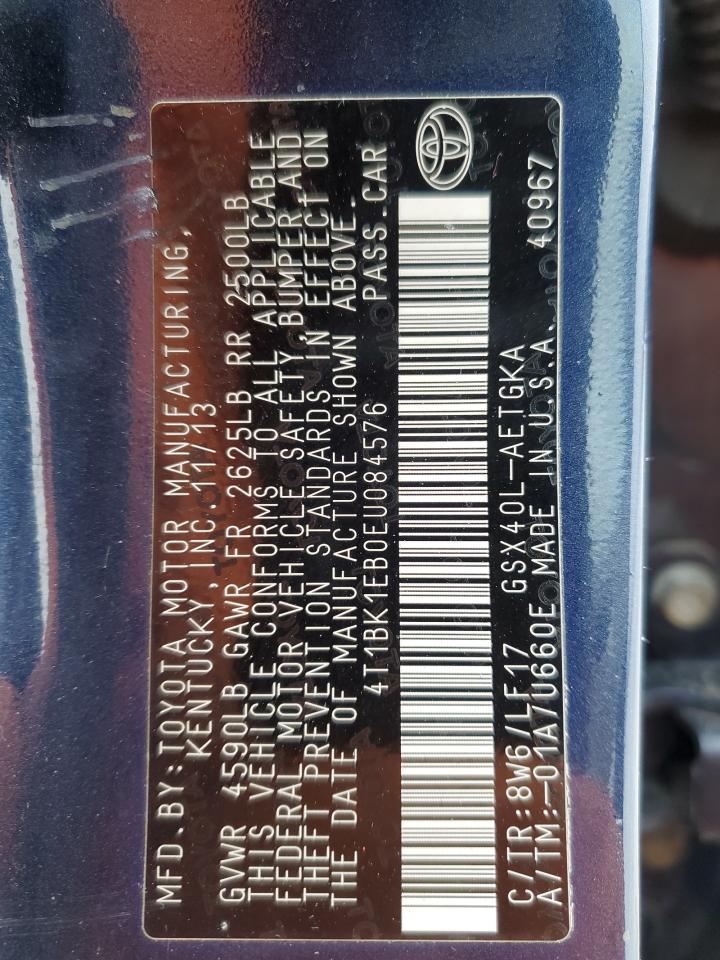 MFD.BY:TOYOTA MOTOR MANUFACTURING,
KENTUCKY,INC.11/13
GVWR 4590LB GAWR FR 2625LB RR 2500LB
THIS VEHICLE CONFORMS TO ALL APPLICABLE
FEDERAL MOTOR VEHICLE SAFETY,BUMPER AND
THEFT PREVENTION STANDARDS IN EFFECT ON
THE DATE OF MANUFACTURE SHOWN ABOVE.
4T1BK1EB0EU084576 PASS.CAR
C/TR:8W6/LF17 GSX40L-AETGKA
A/TM:-01A/U660E MADE IN U.S.A. 40967